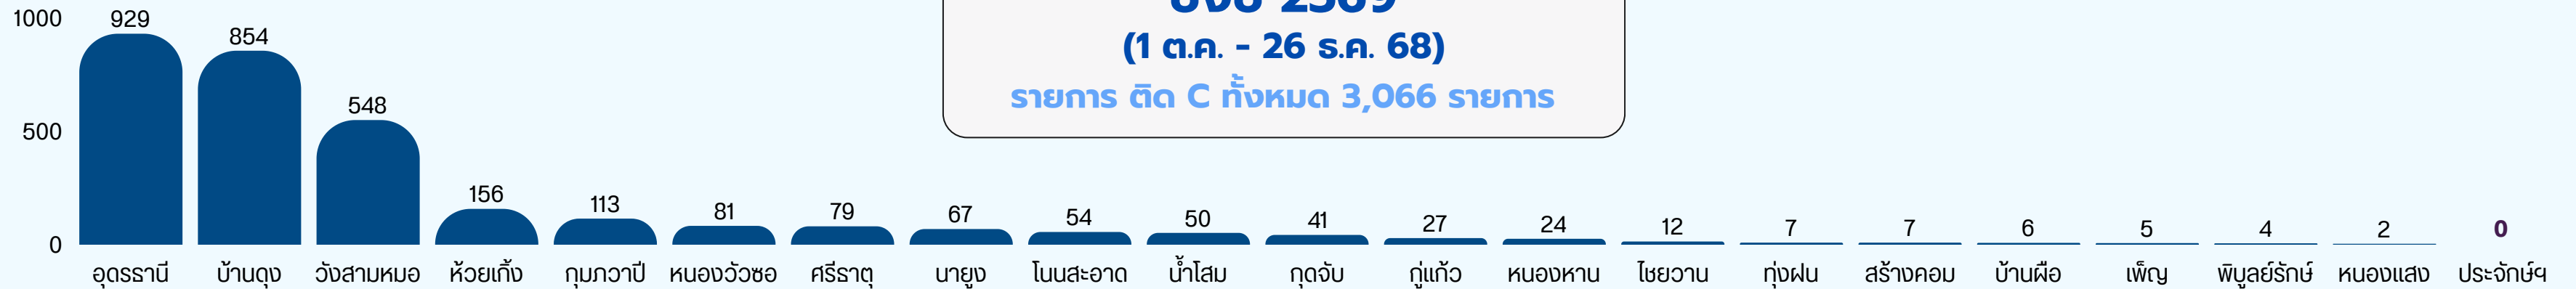 (1 ต.ค. - 26 ธ.ค. 68)
รายการ ติด C ทั้งหมด 3,066 รายการ
1000
500
0
929 854 548 156 113 81 79 67 54 50 41 27 24 12 7 7 6 5 4 2 0
อุดรธานี บ้านดุง วังสามหมอ ห้วยเกิ้ง กุมภวาปี หนองวัวซอ ศรีธาตุ นายูง โนนสะอาด น้ำโสม กุดจับ กู่แก้ว หนองหาน ไชยวาน ทุ่งฝน สร้างคอม บ้านผือ เพ็ญ พิบูลย์รักษ์ หนองแสง ประจักษ์ฯ